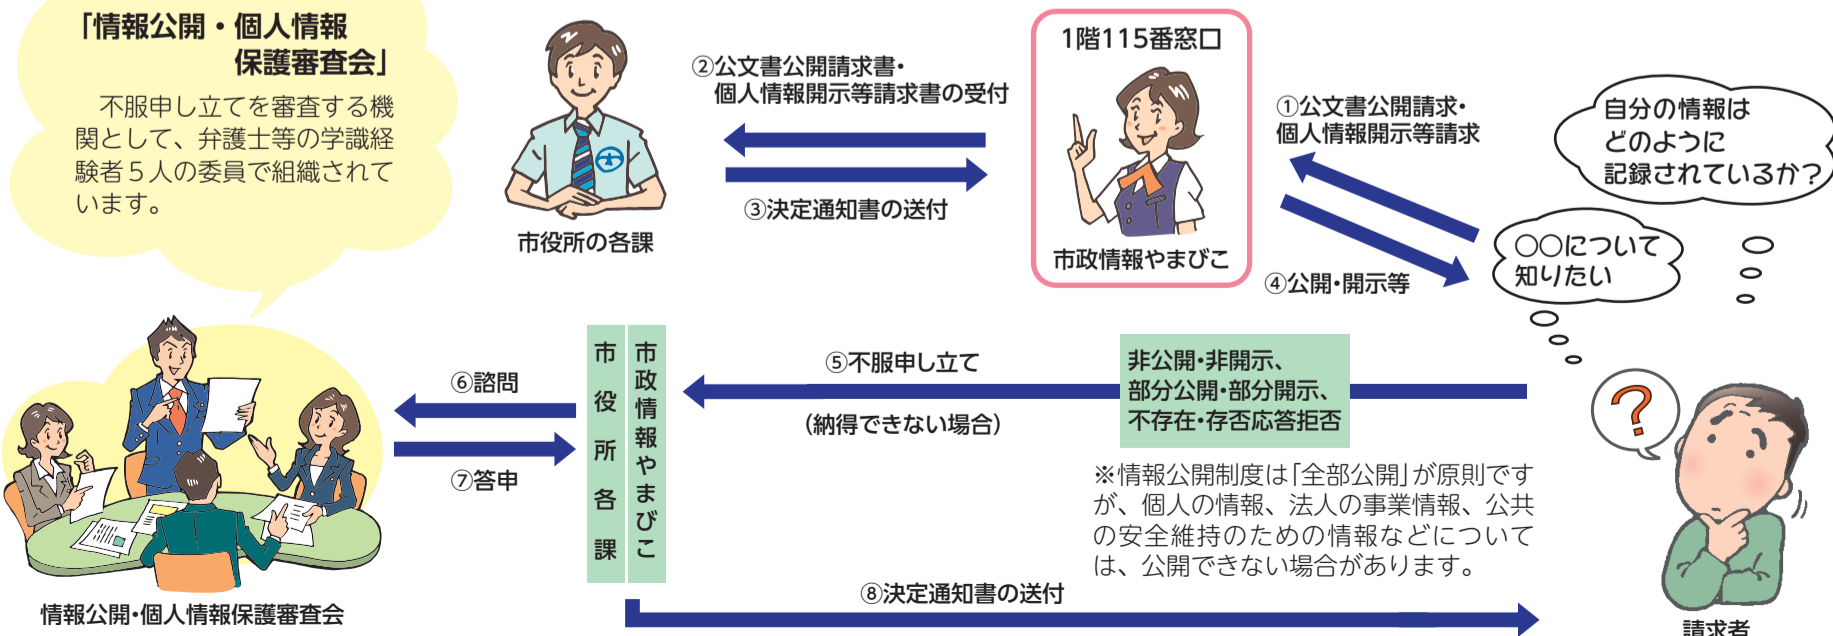 「情報公開・個人情報
保護審査会」
不服申し立てを審査する機
関として、弁護士等の学識経
験者５人の委員で組織されて
います。
市役所の各課
②公文書公開請求書・
個人情報開示等請求書の受付
③決定通知書の送付
1階115番窓口
市政情報やまびこ
①公文書公開請求・
個人情報開示等請求
④公開・開示等
自分の情報は
どのように
記録されているか？
〇〇について
知りたい
情報公開・個人情報保護審査会
⑥諮問
⑦答申
市役所各課
市政情報やまびこ
⑤不服申し立て
(納得できない場合)
非公開・非開示、
部分公開・部分開示、
不存在・存否応答拒否
※情報公開制度は「全部公開」が原則です
が、個人の情報、法人の事業情報、公共
の安全維持のための情報などについて
は、公開できない場合があります。
⑧決定通知書の送付
?
請求者